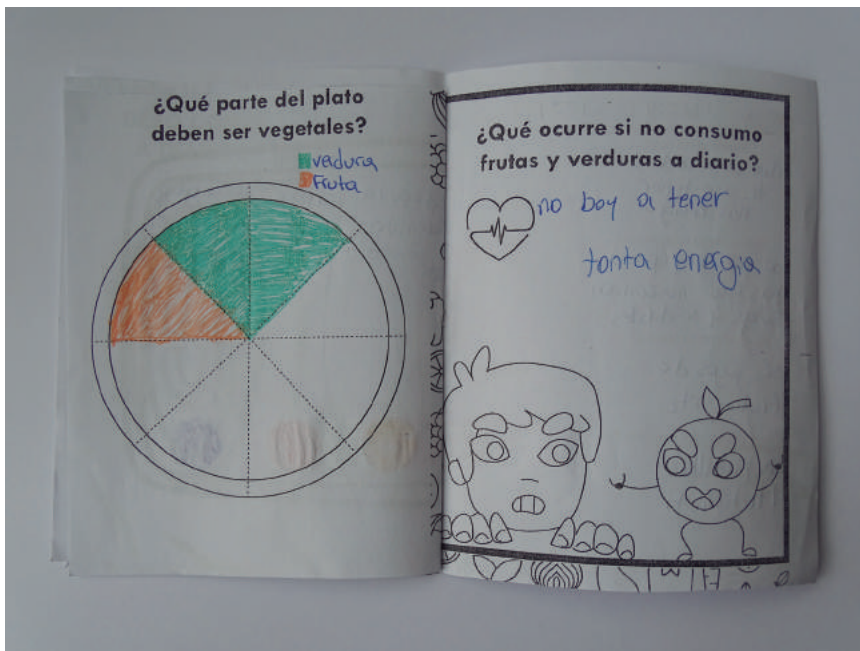 ¿Qué parte del plato
deben ser vegetales?
verdura
Fruta
¿Qué ocurre si no consumo
frutas y verduras a diario?
no boy a tener
tanta energia